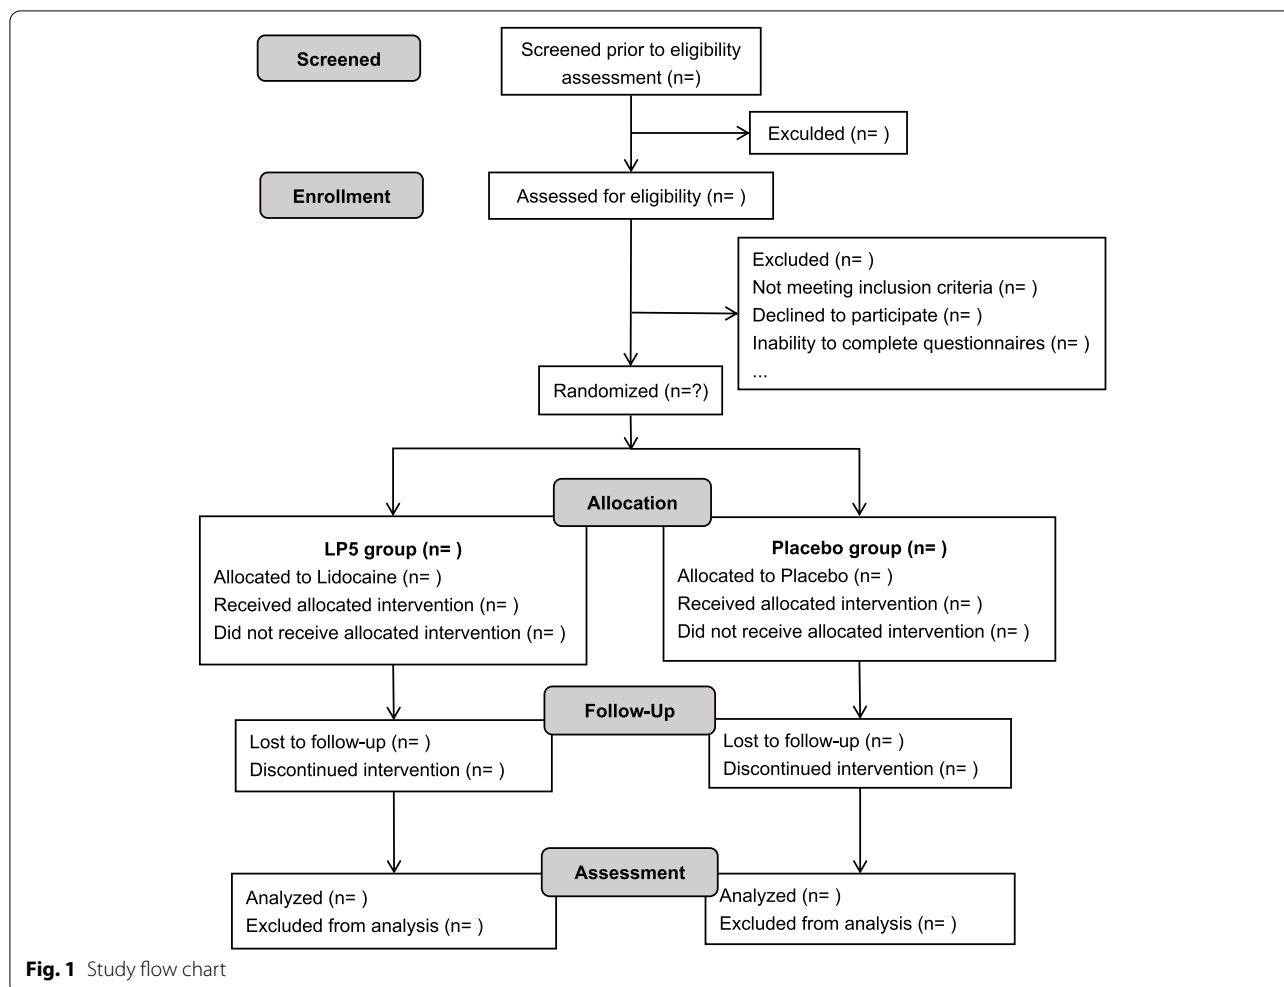 Screened
Screened prior to eligibility
assessment (n=)
Exculded (n= )
Enrollment
Assessed for eligibility (n= )
Excluded (n= )
Not meeting inclusion criteria (n= )
Declined to participate (n= )
Inability to complete questionnaires (n= )
...
Randomized (n=?)
Allocation
LP5 group (n= )
Allocated to Lidocaine (n= )
Received allocated intervention (n= )
Did not receive allocated intervention (n= )
Placebo group (n= )
Allocated to Placebo (n= )
Received allocated intervention (n= )
Did not receive allocated intervention (n= )
Follow-Up
Lost to follow-up (n= )
Discontinued intervention (n= )
Lost to follow-up (n= )
Discontinued intervention (n= )
Assessment
Analyzed (n= )
Excluded from analysis (n= )
Analyzed (n= )
Excluded from analysis (n= )
Fig. 1 Study flow chart